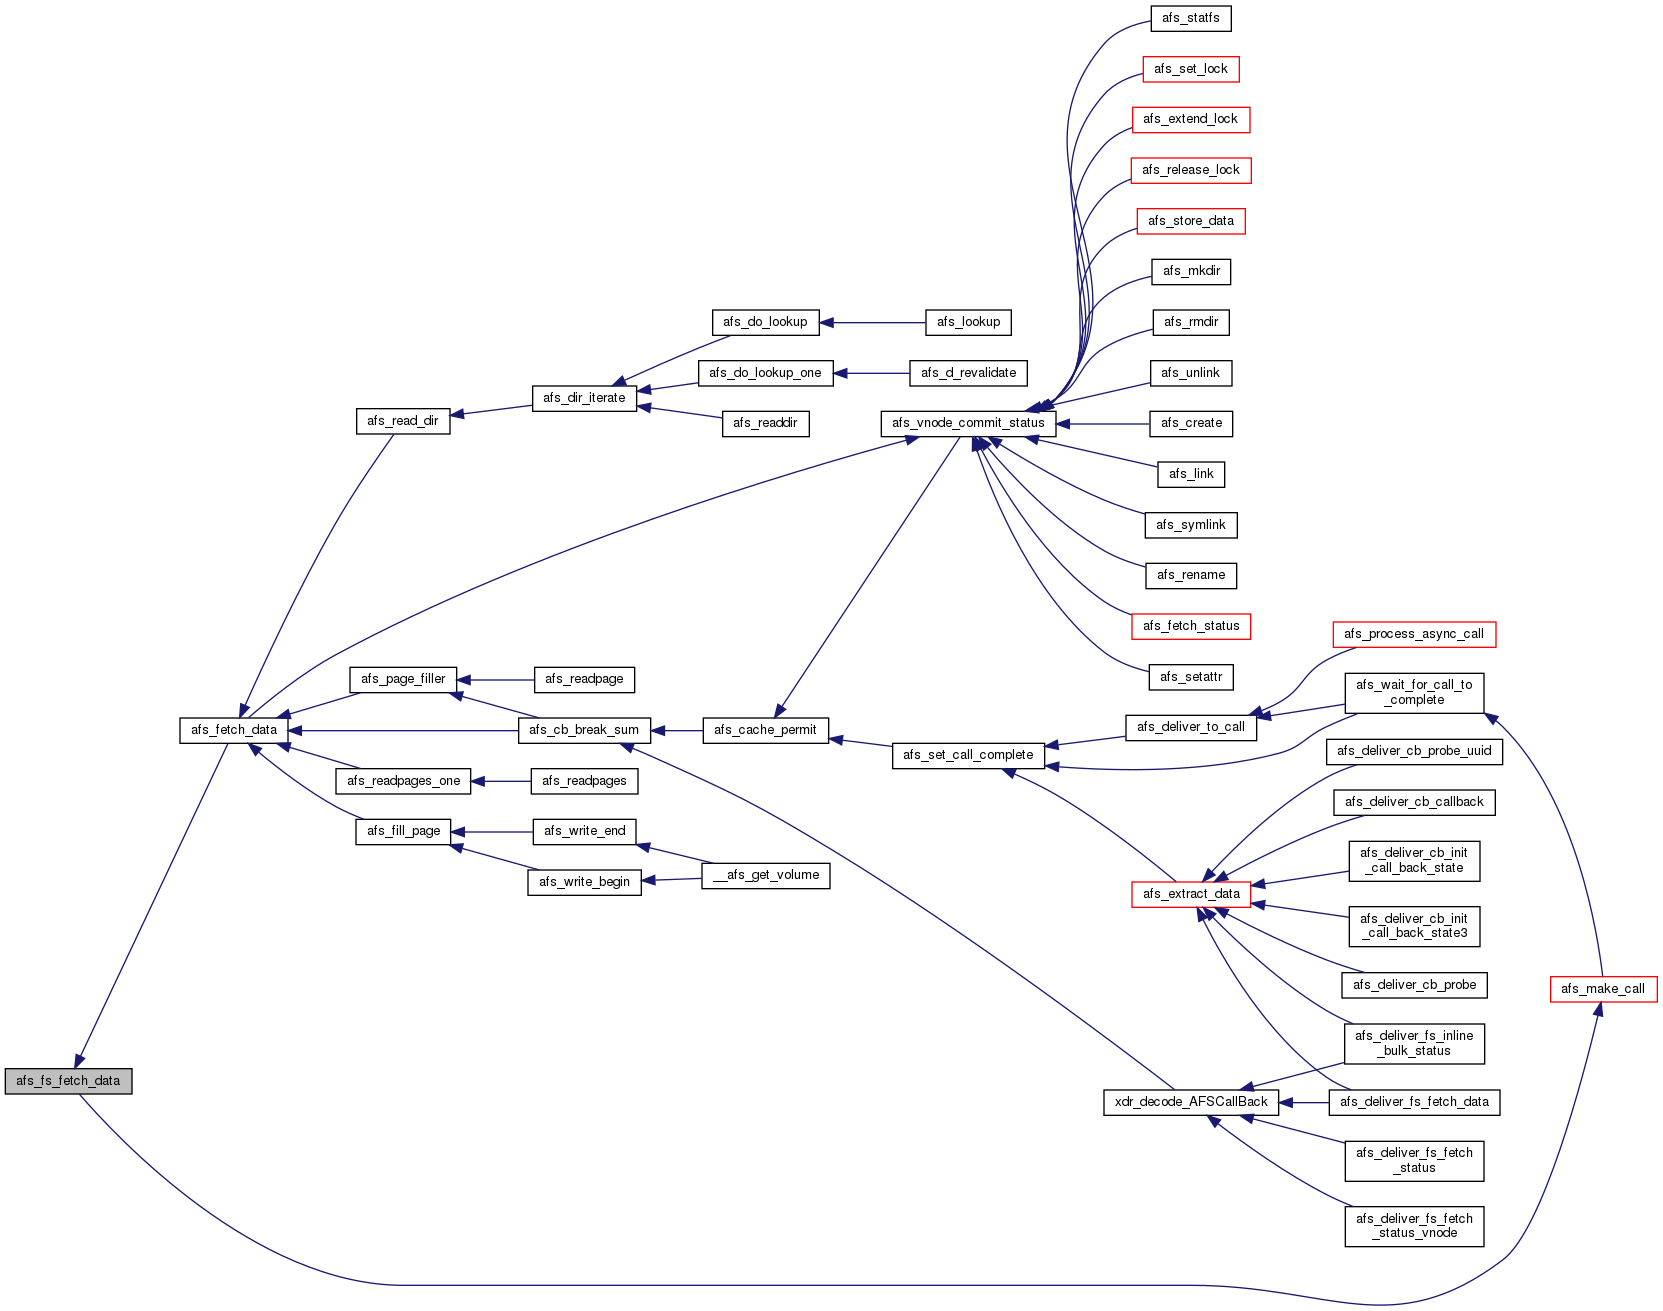 afs_statfs
afs_set_lock
afs_extend_lock
afs_release_lock
afs_store_data
afs_mkdir
afs_do_lookup
afs_lookup
afs_rmdir
afs_do_lookup_one
afs_d_revalidate
afs_unlink
afs_dir_iterate
afs_read_dir
afs_readdir
afs_vnode_commit_status
afs_create
afs_link
afs_symlink
afs_rename
afs_fetch_status
afs_process_async_call
afs_page_filler
afs_readpage
afs_setattr
afs_wait_for_call_to
_complete
afs_fetch_data
afs_cb_break_sum
afs_cache_permit
afs_deliver_to_call
afs_set_call_complete
afs_deliver_cb_probe_uuid
afs_readpages_one
afs_readpages
afs_deliver_cb_callback
afs_fill_page
afs_write_end
afs_deliver_cb_init
_call_back_state
__afs_get_volume
afs_write_begin
afs_extract_data
afs_deliver_cb_init
_call_back_state3
afs_deliver_cb_probe
afs_make_call
afs_deliver_fs_inline
_bulk_status
afs_fs_fetch_data
xdr_decode_AFSCallBack
afs_deliver_fs_fetch_data
afs_deliver_fs_fetch
_status
afs_deliver_fs_fetch
_status_vnode